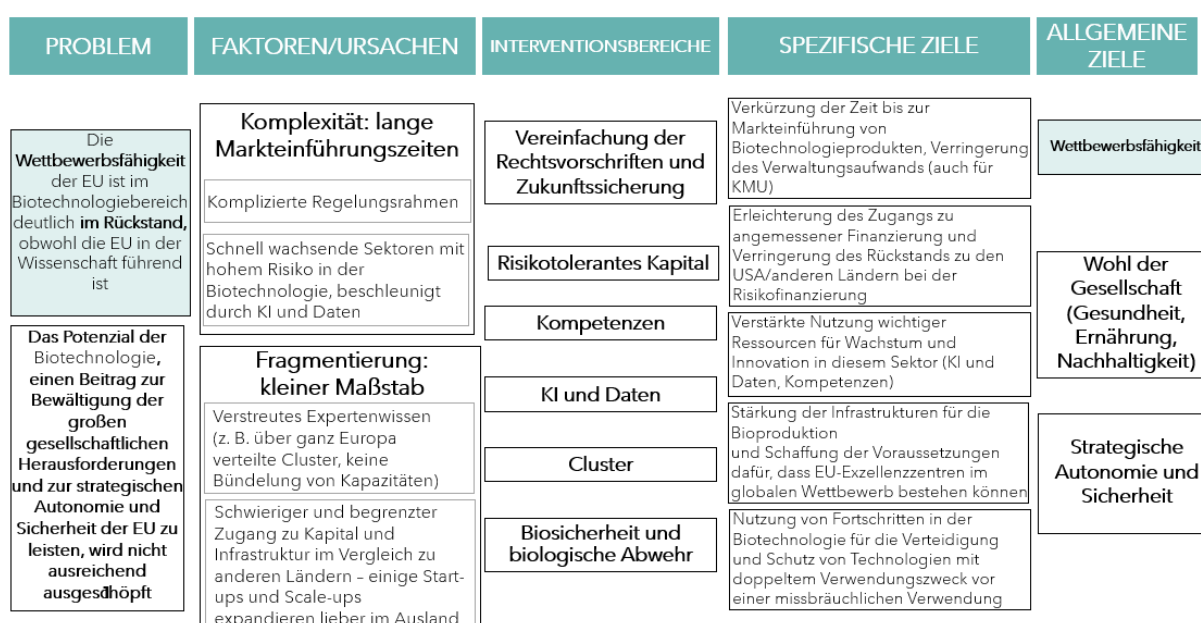 PROBLEM
FAKTOREN/URSACHEN
INTERVENTIONSBEREICHE
SPEZIFISCHE ZIELE
ALLGEMEINE
ZIELE
Die
Wettbewerbsfähigkeit
der EU ist im
Biotechnologiebereich
deutlich im Rückstand,
obwohl die EU in der
Wissenschaft führend
ist
Das Potenzial der
Biotechnologie,
einen Beitrag zur
Bewältigung der
großen
gesellschaftlichen
Herausforderungen
und zur strategischen
Autonomie und
Sicherheit der EU zu
leisten, wird nicht
ausreichend
ausgeschöpft
Komplexität: lange
Markteinführungszeiten
Komplizierte Regelungsrahmen
Schnell wachsende Sektoren mit
hohem Risiko in der
Biotechnologie, beschleunigt
durch KI und Daten
Fragmentierung:
kleiner Maßstab
Verstreutes Expertenwissen
(z. B. über ganz Europa
verteilte Cluster, keine
Bündelung von Kapazitäten)
Schwieriger und begrenzter
Zugang zu Kapital und
Infrastruktur im Vergleich zu
anderen Ländern – einige Start-
ups und Scale-ups
expandieren lieber im Ausland
Vereinfachung der
Rechtsvorschriften und
Zukunftssicherung
Risikotolerantes Kapital
Kompetenzen
KI und Daten
Cluster
Biosicherheit und
biologische Abwehr
Verkürzung der Zeit bis zur
Markteinführung von
Biotechnologieprodukten, Verringerung
des Verwaltungsaufwands (auch für
KMU)
Erleichterung des Zugangs zu
angemessener Finanzierung und
Verringerung des Rückstands zu den
USA/anderen Ländern bei der
Risikofinanzierung
Verstärkte Nutzung wichtiger
Ressourcen für Wachstum und
Innovation in diesem Sektor (KI und
Daten, Kompetenzen)
Stärkung der Infrastrukturen für die
Bioproduktion
und Schaffung der Voraussetzungen
dafür, dass EU-Exzellenzzentren im
globalen Wettbewerb bestehen können
Nutzung von Fortschritten in der
Biotechnologie für die Verteidigung
und Schutz von Technologien mit
doppeltem Verwendungszweck vor
einer missbräuchlichen Verwendung
Wettbewerbsfähigkeit
Wohl der
Gesellschaft
(Gesundheit,
Ernährung,
Nachhaltigkeit)
Strategische
Autonomie und
Sicherheit